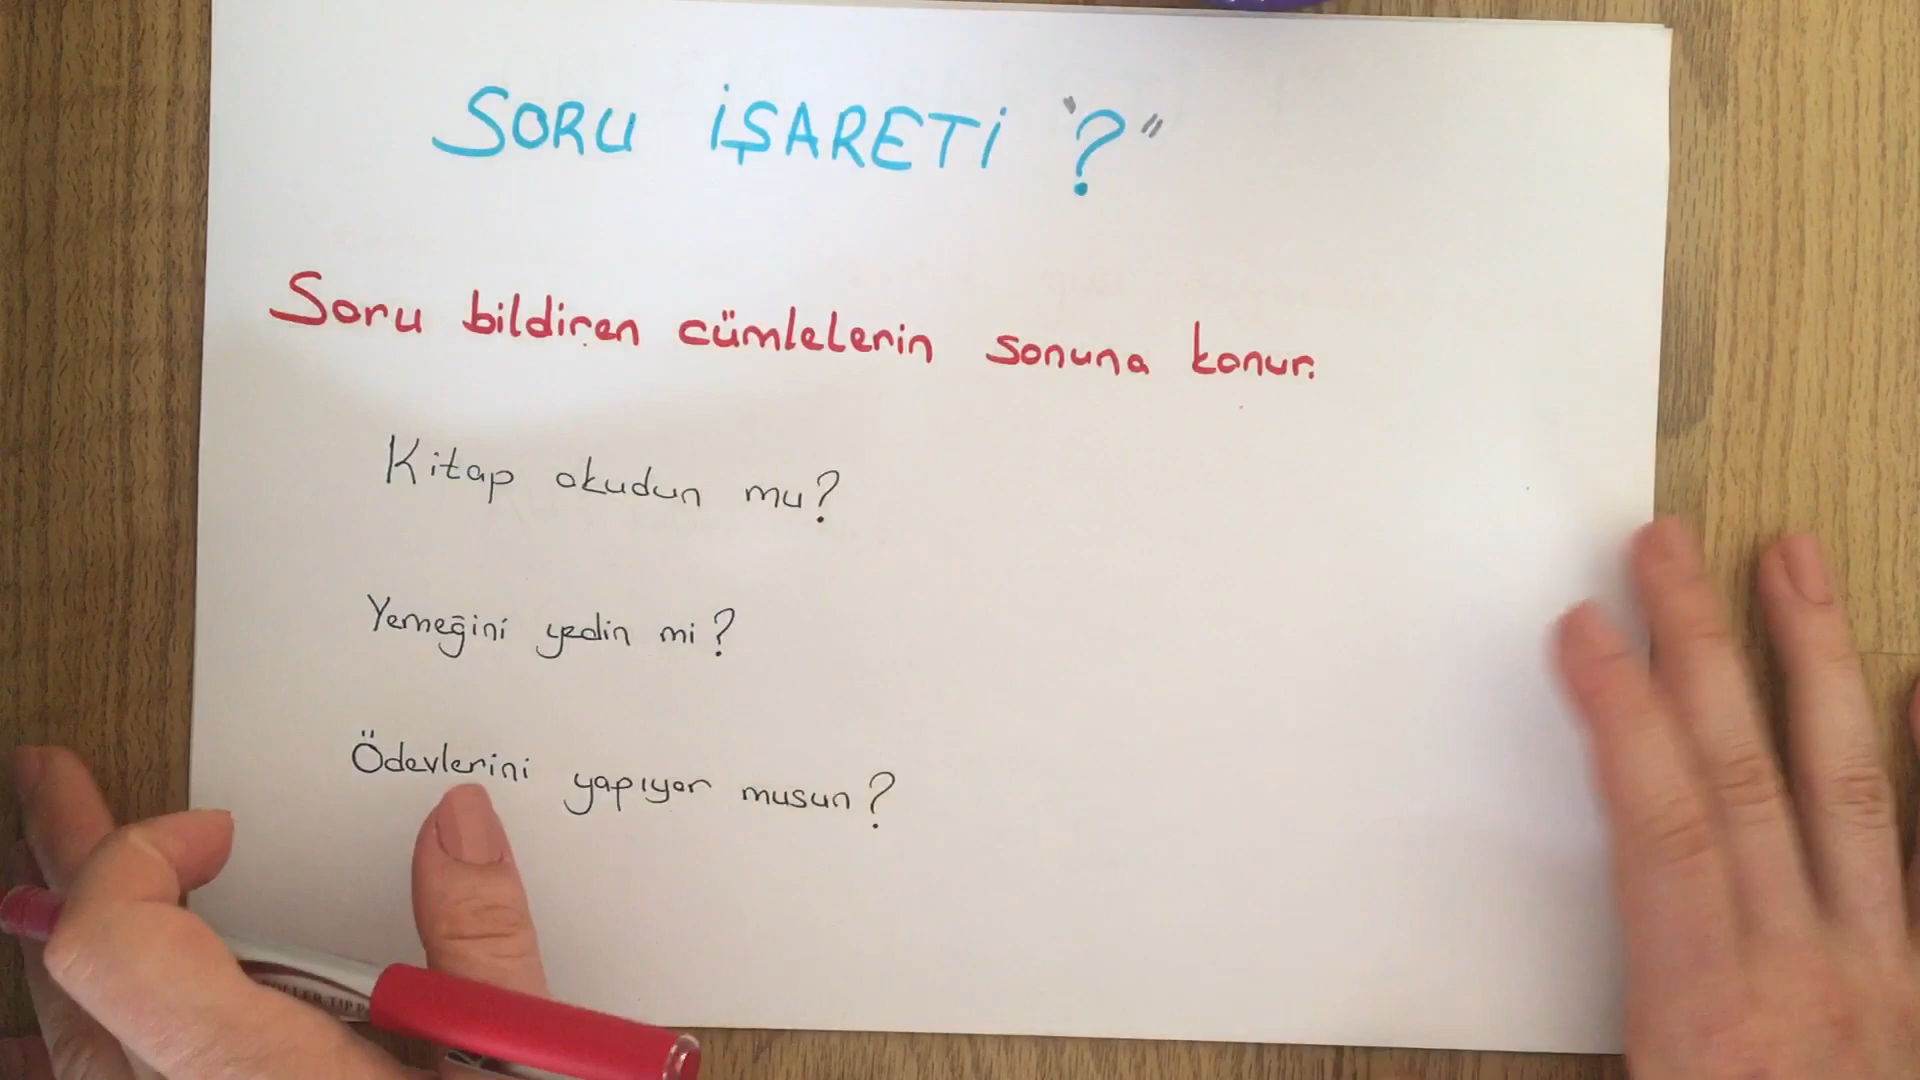 SORU İŞARETİ "?"
Soru bildiren cümlelerin sonuna konur.
Kitap okudun mu?
Yemeğini yedin mi?
Ödevlerini yapıyor musun?